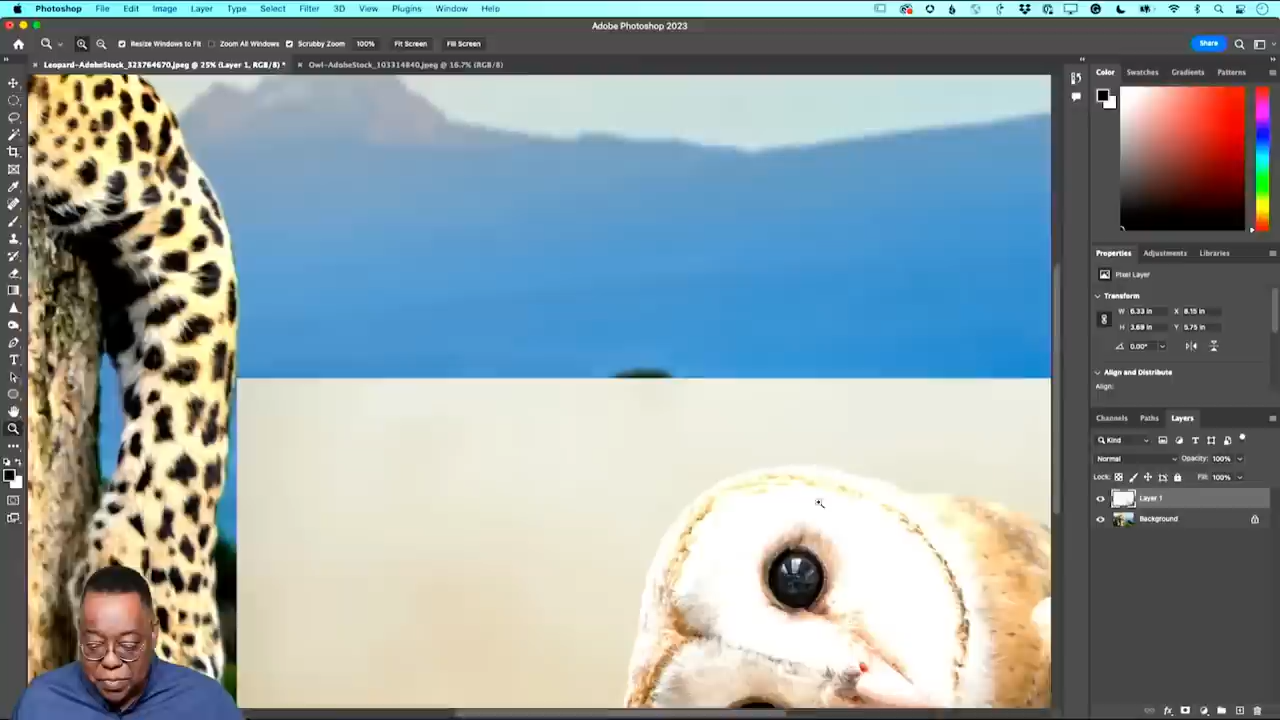 Photoshop File Edit Image Layer Type Select Filter 3D View Plugins Window Help
Adobe Photoshop 2023
Resize Windows to Fit Zoom All Windows Scrubby Zoom 100% Fit Screen Fill Screen Share
Leopard-AdobeStock_323764670.jpeg @ 25% (Layer 1, RGB/8) * Owl-AdobeStock_103314840.jpeg @ 16.7% (RGB/8)
Color Swatches Gradients Patterns
Properties Adjustments Libraries
Pixel Layer
Transform
W 6.33 in X 8.15 in
H 3.69 in Y 5.75 in
0.00°
Align and Distribute
Align:
Channels Paths Layers
Kind
Normal Opacity: 100%
Lock: Fill: 100%
Layer 1
Background
fx